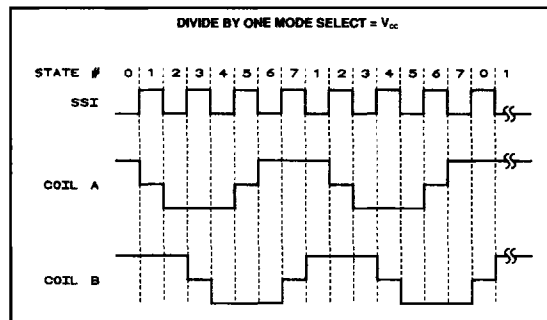 DIVIDE BY ONE MODE SELECT = Vcc
STATE # 0 1 2 3 4 5 6 7 1 2 3 4 5 6 7 0 1
SSI
COIL A
COIL B